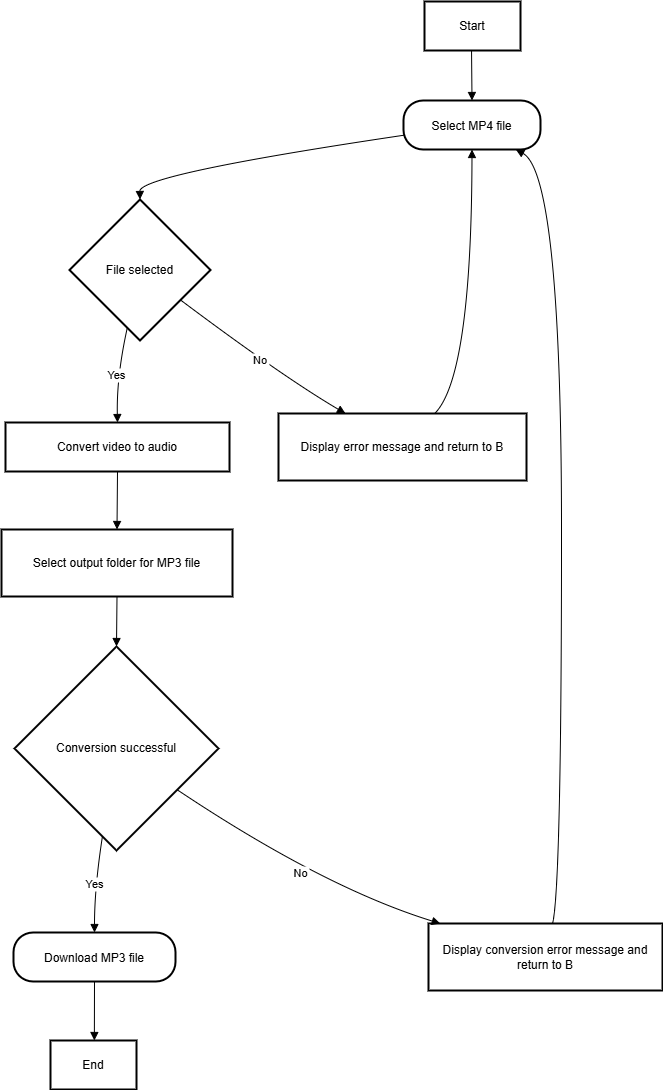 Start
Select MP4 file
File selected
No
Yes
Convert video to audio
Display error message and return to B
Select output folder for MP3 file
Conversion successful
No
Yes
Download MP3 file
Display conversion error message and
return to B
End